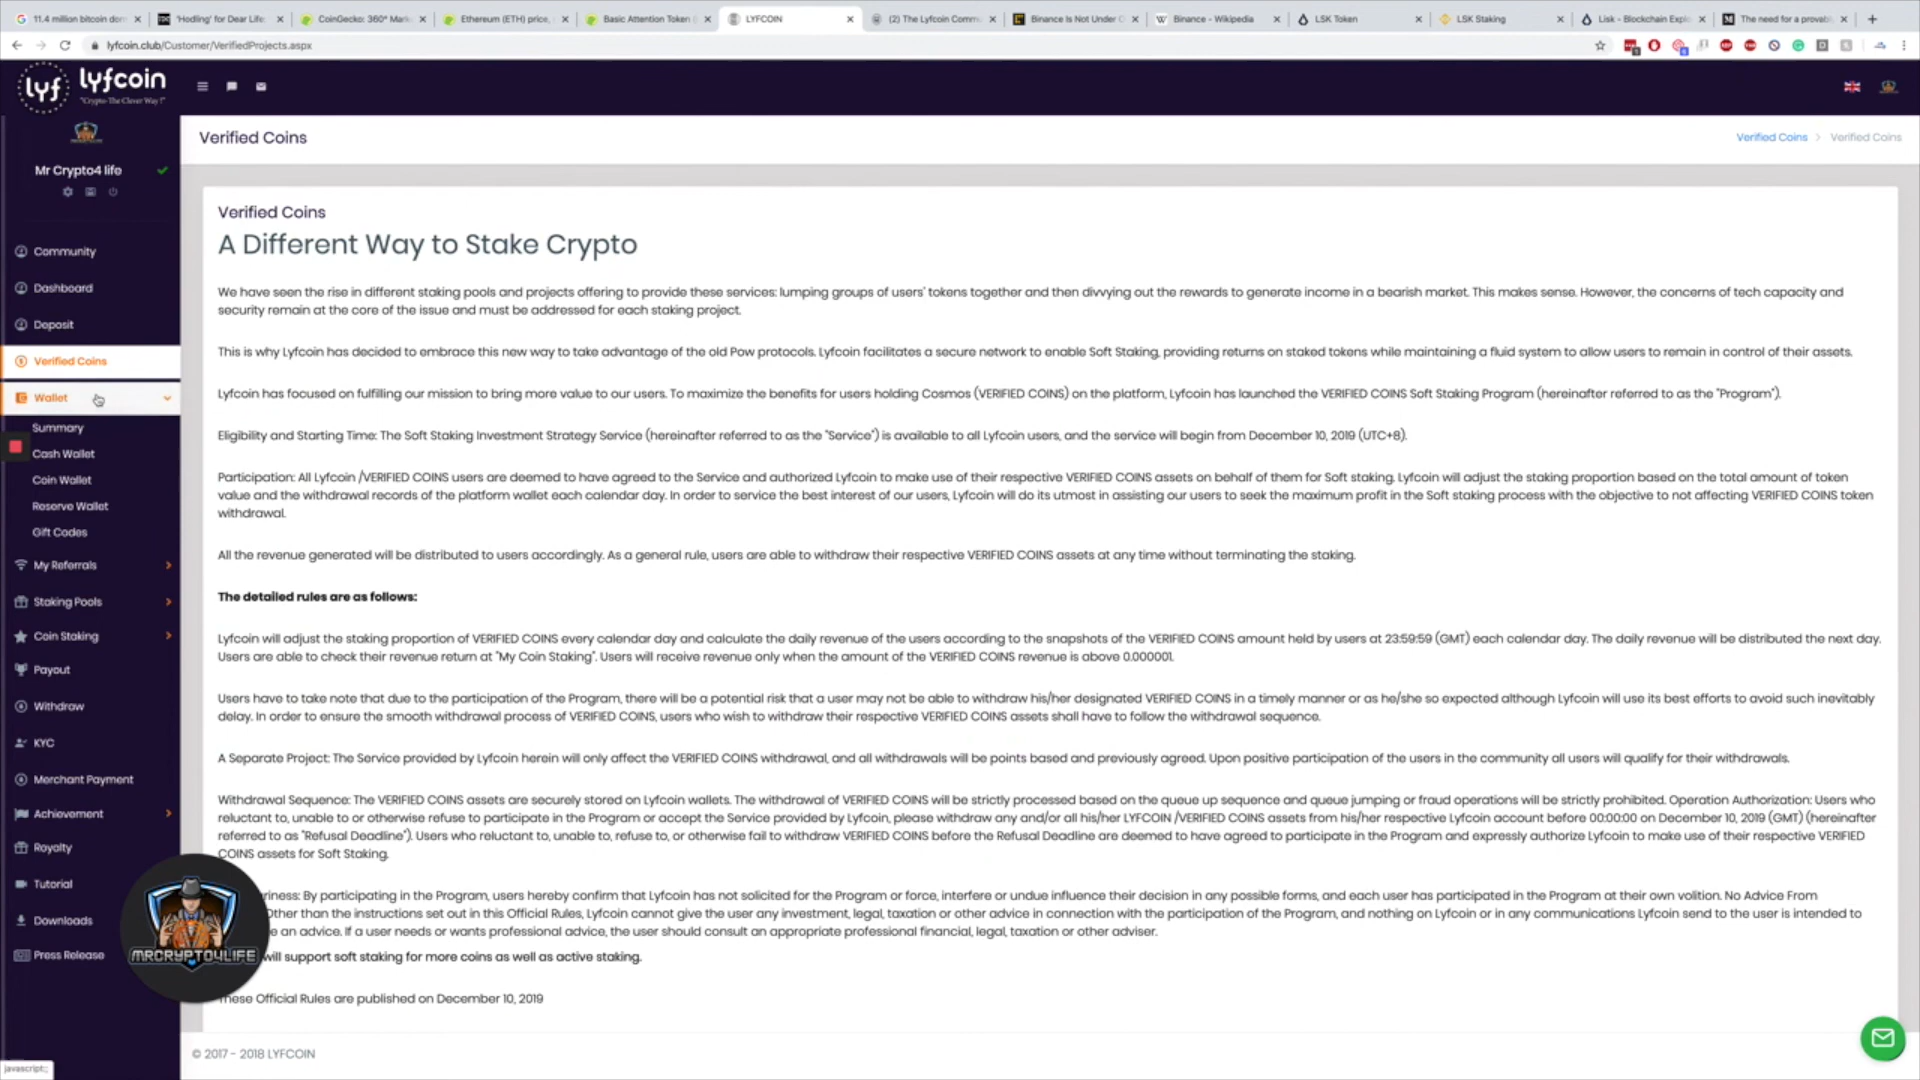 11.4 million bitcoin don
'Hodling' for Dear Life:
CoinGecko: 360° Mark
Ethereum (ETH) price,
Basic Attention Token (
LYFCOIN
(2) The Lyfcoin Commu
Binance Is Not Under C
Binance - Wikipedia
LSK Token
LSK Staking
Lisk - Blockchain Explo
The need for a provabl
lyfcoin.club/Customer/VerifiedProjects.aspx
lyf
lyfcoin
"Crypto-The Clever Way!"
Mr Crypto4 life
Community
Dashboard
Deposit
Verified Coins
Wallet
Summary
Cash Wallet
Coin Wallet
Reserve Wallet
Gift Codes
My Referrals
Staking Pools
Coin Staking
Payout
Withdraw
KYC
Merchant Payment
Achievement
Royalty
Tutorial
Downloads
Press Release
MRCRYPTO4LIFE
javascript:;
Verified Coins
Verified Coins > Verified Coins
Verified Coins
A Different Way to Stake Crypto
We have seen the rise in different staking pools and projects offering to provide these services: lumping groups of users' tokens together and then divvying out the rewards to generate income in a bearish market. This makes sense. However, the concerns of tech capacity and
security remain at the core of the issue and must be addressed for each staking project.
This is why Lyfcoin has decided to embrace this new way to take advantage of the old Pow protocols. Lyfcoin facilitates a secure network to enable Soft Staking, providing returns on staked tokens while maintaining a fluid system to allow users to remain in control of their assets.
Lyfcoin has focused on fulfilling our mission to bring more value to our users. To maximize the benefits for users holding Cosmos (VERIFIED COINS) on the platform, Lyfcoin has launched the VERIFIED COINS Soft Staking Program (hereinafter referred to as the "Program").
Eligibility and Starting Time: The Soft Staking Investment Strategy Service (hereinafter referred to as the "Service") is available to all Lyfcoin users, and the service will begin from December 10, 2019 (UTC+8).
Participation: All Lyfcoin /VERIFIED COINS users are deemed to have agreed to the Service and authorized Lyfcoin to make use of their respective VERIFIED COINS assets on behalf of them for Soft staking. Lyfcoin will adjust the staking proportion based on the total amount of token
value and the withdrawal records of the platform wallet each calendar day. In order to service the best interest of our users, Lyfcoin will do its utmost in assisting our users to seek the maximum profit in the Soft staking process with the objective to not affecting VERIFIED COINS token
withdrawal.
All the revenue generated will be distributed to users accordingly. As a general rule, users are able to withdraw their respective VERIFIED COINS assets at any time without terminating the staking.
The detailed rules are as follows:
Lyfcoin will adjust the staking proportion of VERIFIED COINS every calendar day and calculate the daily revenue of the users according to the snapshots of the VERIFIED COINS amount held by users at 23:59:59 (GMT) each calendar day. The daily revenue will be distributed the next day.
Users are able to check their revenue return at "My Coin Staking". Users will receive revenue only when the amount of the VERIFIED COINS revenue is above 0.000001.
Users have to take note that due to the participation of the Program, there will be a potential risk that a user may not be able to withdraw his/her designated VERIFIED COINS in a timely manner or as he/she so expected although Lyfcoin will use its best efforts to avoid such inevitably
delay. In order to ensure the smooth withdrawal process of VERIFIED COINS, users who wish to withdraw their respective VERIFIED COINS assets shall have to follow the withdrawal sequence.
A Separate Project: The Service provided by Lyfcoin herein will only affect the VERIFIED COINS withdrawal, and all withdrawals will be points based and previously agreed. Upon positive participation of the users in the community all users will qualify for their withdrawals.
Withdrawal Sequence: The VERIFIED COINS assets are securely stored on Lyfcoin wallets. The withdrawal of VERIFIED COINS will be strictly processed based on the queue up sequence and queue jumping or fraud operations will be strictly prohibited. Operation Authorization: Users who
reluctant to, unable to or otherwise refuse to participate in the Program or accept the Service provided by Lyfcoin, please withdraw any and/or all his/her LYFCOIN /VERIFIED COINS assets from his/her respective Lyfcoin account before 00:00:00 on December 10, 2019 (GMT) (hereinafter
referred to as "Refusal Deadline"). Users who reluctant to, unable to, refuse to, or otherwise fail to withdraw VERIFIED COINS before the Refusal Deadline are deemed to have agreed to participate in the Program and expressly authorize Lyfcoin to make use of their respective VERIFIED
COINS assets for Soft Staking.
riness: By participating in the Program, users hereby confirm that Lyfcoin has not solicited for the Program or force, interfere or undue influence their decision in any possible forms, and each user has participated in the Program at their own volition. No Advice From
Other than the instructions set out in this Official Rules, Lyfcoin cannot give the user any investment, legal, taxation or other advice in connection with the participation of the Program, and nothing on Lyfcoin or in any communications Lyfcoin send to the user is intended to
e an advice. If a user needs or wants professional advice, the user should consult an appropriate professional financial, legal, taxation or other adviser.
will support soft staking for more coins as well as active staking.
These Official Rules are published on December 10, 2019
© 2017 - 2018 LYFCOIN